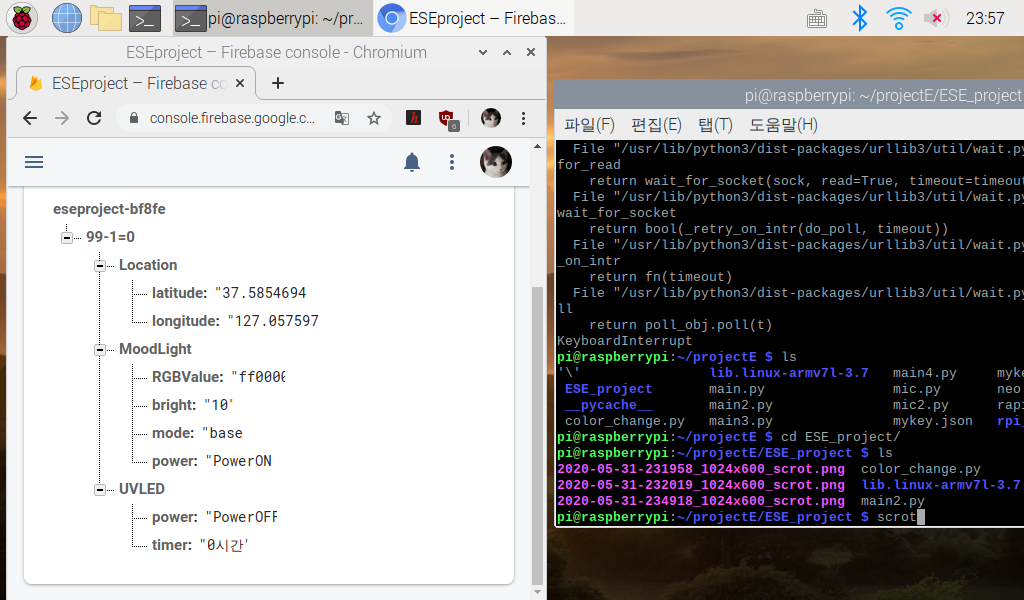 pi@raspberrypi: ~/pr...
ESEproject – Firebas...
23:57
ESEproject – Firebase console - Chromium
ESEproject – Firebase co
console.firebase.google.c...
6
eseproject-bf8fe
99-1=0
Location
latitude: "37.5854694
longitude: "127.057597
MoodLight
RGBValue: "ff0000
bright: "10'
mode: "base
power: "PowerON
UVLED
power: "PowerOFF
timer: "0시간'
pi@raspberrypi: ~/projectE/ESE_project
파일(F) 편집(E) 탭(T) 도움말(H)
File "/usr/lib/python3/dist-packages/urllib3/util/wait.py
for_read
return wait_for_socket(sock, read=True, timeout=timeout
File "/usr/lib/python3/dist-packages/urllib3/util/wait.py
wait_for_socket
return bool(_retry_on_intr(do_poll, timeout))
File "/usr/lib/python3/dist-packages/urllib3/util/wait.py
_on_intr
return fn(timeout)
File "/usr/lib/python3/dist-packages/urllib3/util/wait.py
ll
return poll_obj.poll(t)
KeyboardInterrupt
pi@raspberrypi:~/projectE $ ls
'\' lib.linux-armv7l-3.7 main4.py myke
ESE_project main.py mic.py neo
__pycache__ main2.py mic2.py rapi
color_change.py main3.py mykey.json rpi_
pi@raspberrypi:~/projectE $ cd ESE_project/
pi@raspberrypi:~/projectE/ESE_project $ ls
2020-05-31-231958_1024x600_scrot.png color_change.py
2020-05-31-232019_1024x600_scrot.png lib.linux-armv7l-3.7
2020-05-31-234918_1024x600_scrot.png main2.py
pi@raspberrypi:~/projectE/ESE_project $ scrot